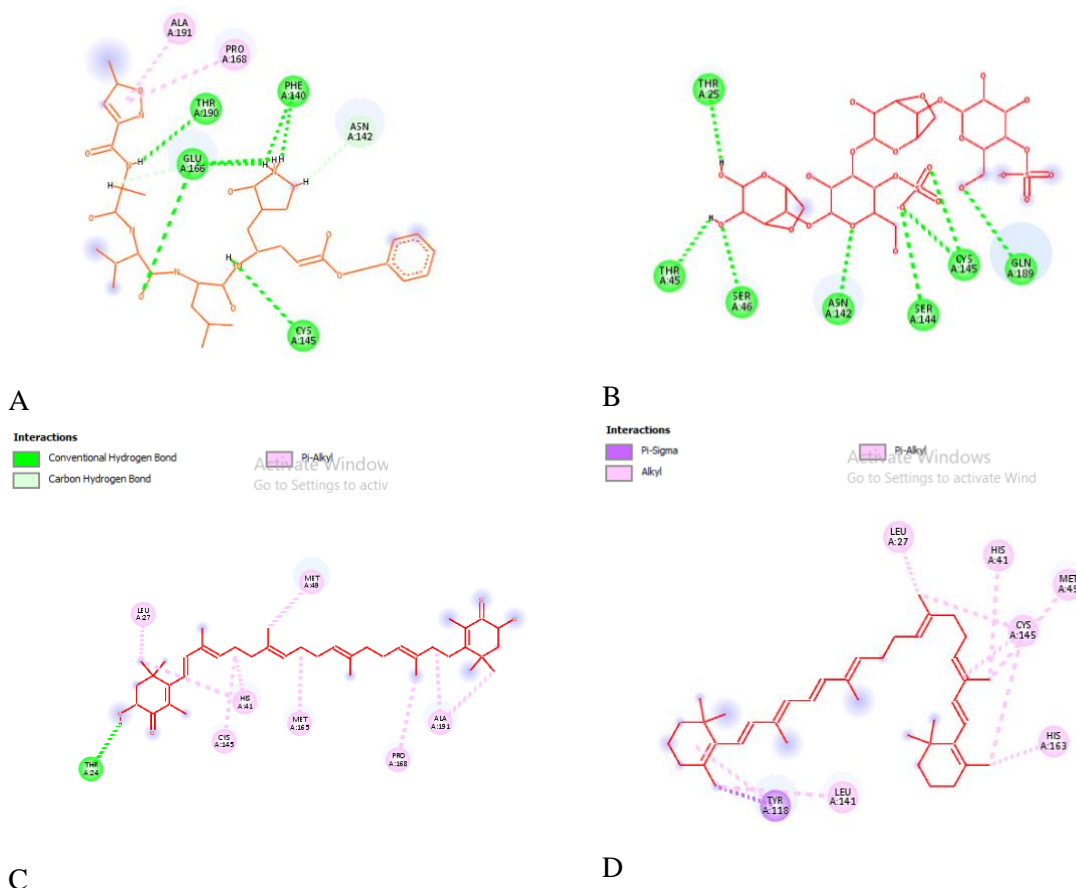 ALA
A:191
PRO
A:168
THR
A:190
PHE
A:140
ASN
A:142
GLU
A:166
CYS
A:145
THR
A:25
THR
A:45
SER
A:46
ASN
A:142
SER
A:144
CYS
A:145
GLN
A:189
A
B
Interactions
Conventional Hydrogen Bond
Carbon Hydrogen Bond
Pi-Alkyl
Activate Window
Go to Settings to activ
Interactions
Pi-Sigma
Alkyl
Pi-Alkyl
Activate Windows
Go to Settings to activate Wind
LEU
A:27
MET
A:49
HIS
A:41
CYS
A:145
MET
A:165
PRO
A:168
ALA
A:191
THR
A:24
LEU
A:27
HIS
A:41
MET
A:49
CYS
A:145
HIS
A:163
TYR
A:118
LEU
A:141
C
D